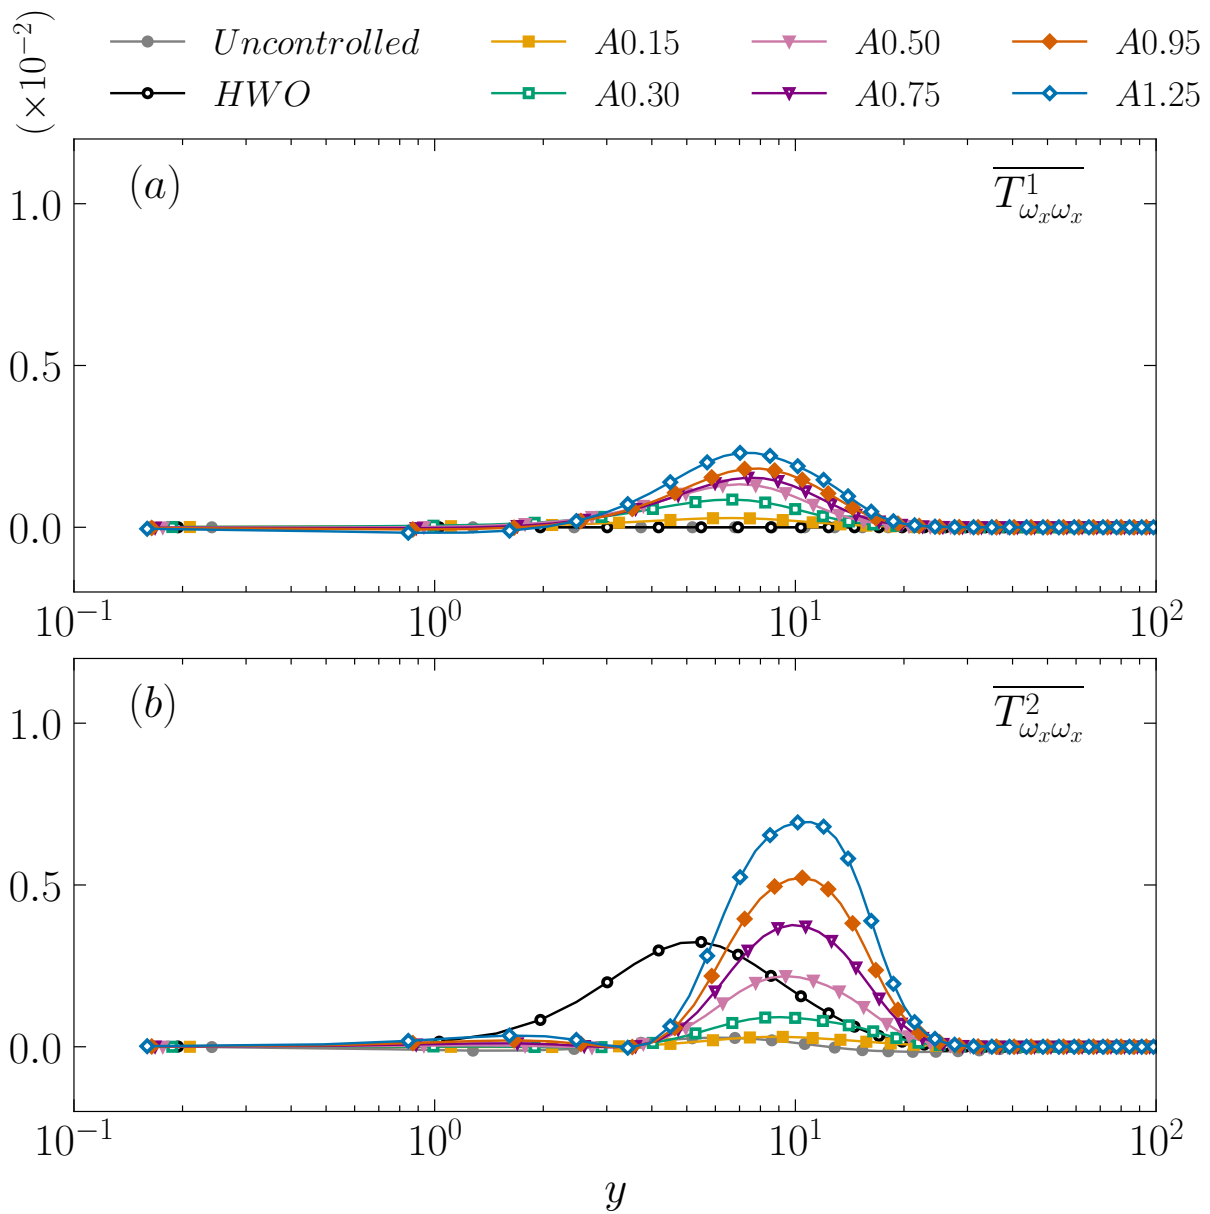 (×10⁻²)
Uncontrolled A0.15 A0.50 A0.95
HWO A0.30 A0.75 A1.25
(a) T¹ωₓωₓ
1.0
0.5
0.0
10⁻¹ 10⁰ 10¹ 10²
(b) T²ωₓωₓ
1.0
0.5
0.0
10⁻¹ 10⁰ 10¹ 10²
y